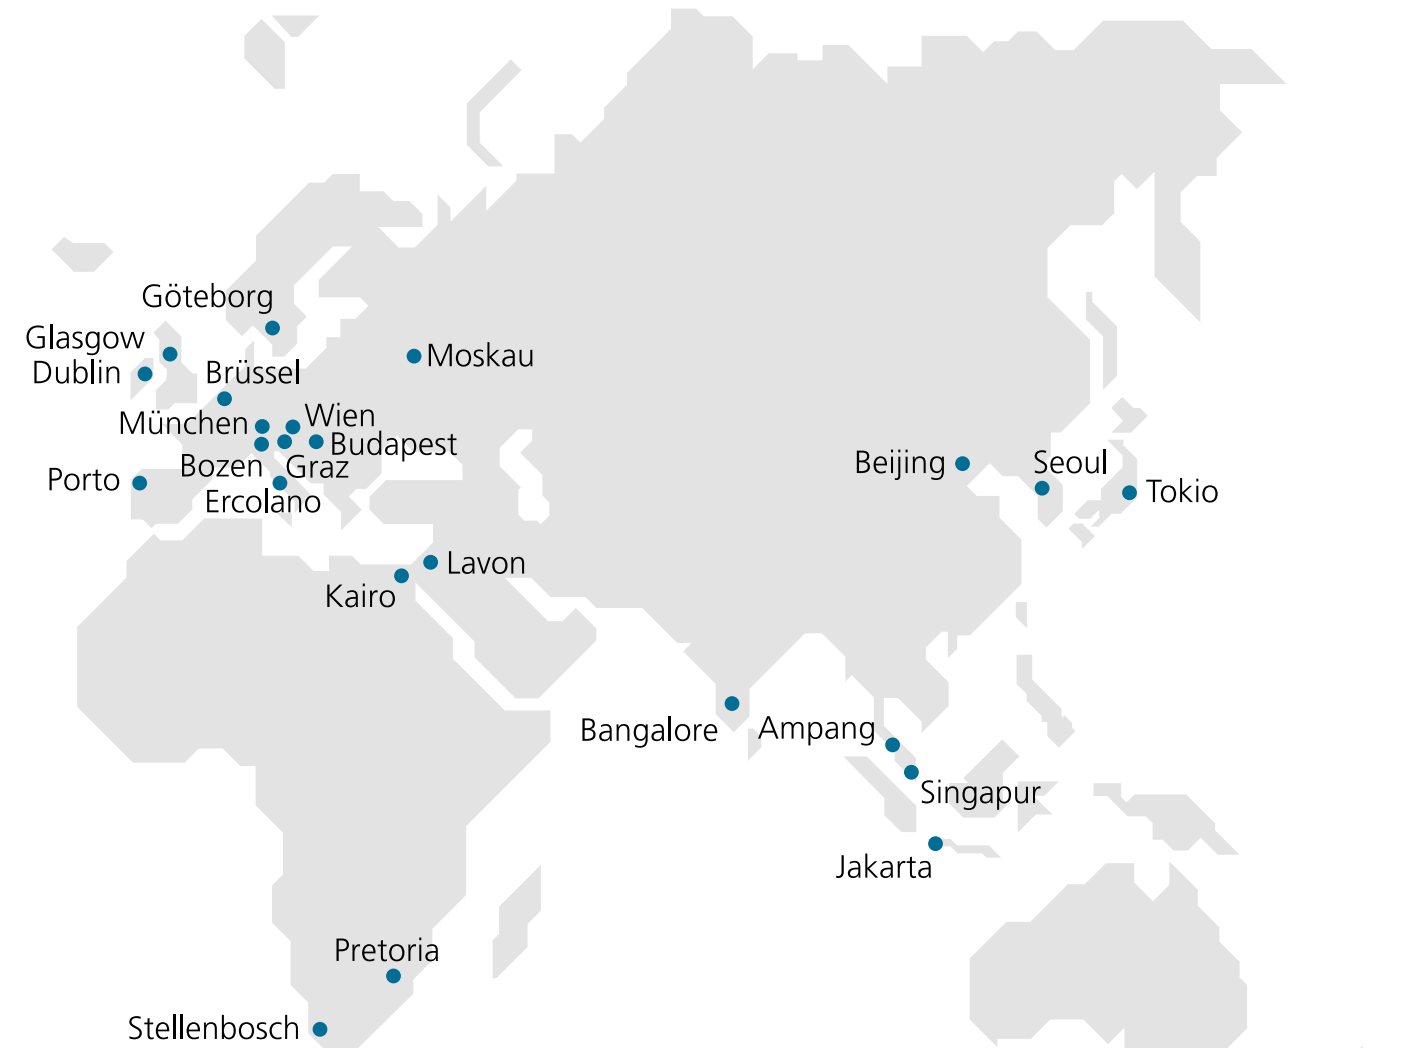 Göteborg
Glasgow
Dublin
Brüssel
Moskau
München
Wien
Budapest
Bozen
Graz
Porto
Ercolano
Beijing
Seoul
Tokio
Lavon
Kairo
Bangalore
Ampang
Singapur
Jakarta
Pretoria
Stellenbosch